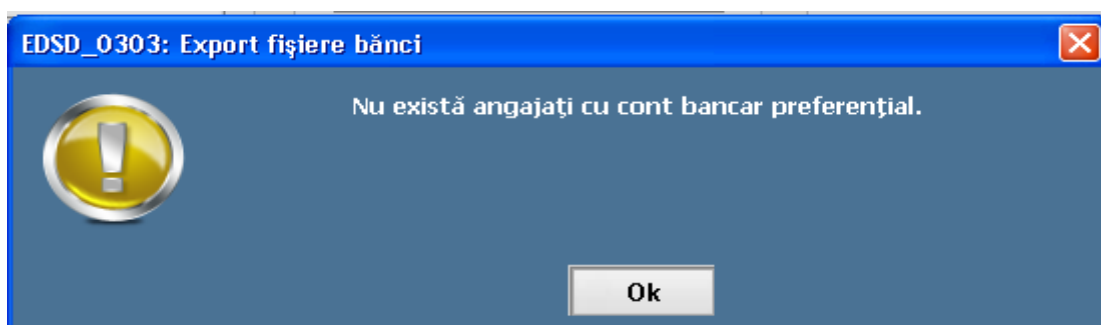 EDSD_0303: Export fişiere bănci
Nu există angajaţi cu cont bancar preferenţial.
Ok